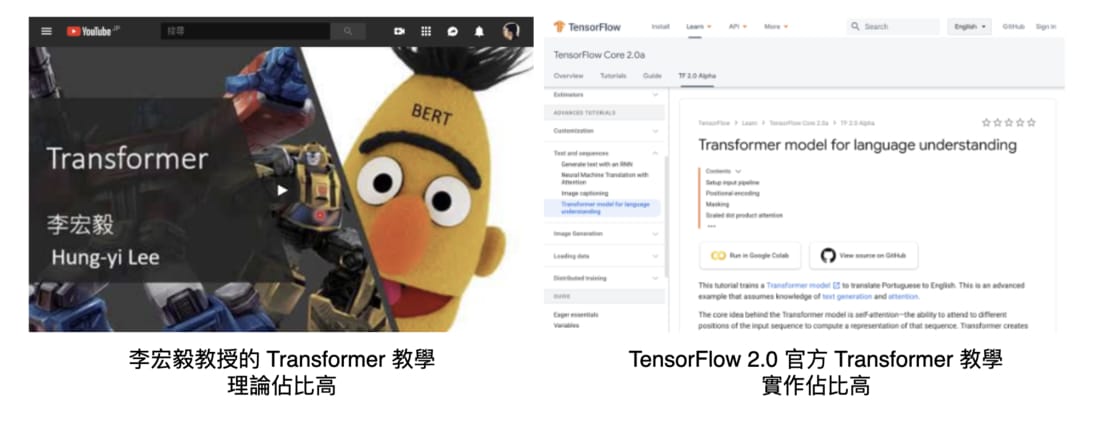 YouTube JP
搜尋
BERT
Transformer
李宏毅
Hung-yi Lee
TensorFlow
Install
Learn
API
More
Search
English
GitHub
Sign in
TensorFlow Core 2.0a
Overview
Tutorials
Guide
TF 2.0 Alpha
Estimators
ADVANCED TUTORIALS
Customization
Text and sequences
Generate text with an RNN
Neural Machine Translation with
Attention
Image captioning
Transformer model for language
understanding
Image Generation
Loading data
Distributed training
GUIDE
Eager essentials
Variables
TensorFlow > Learn > TensorFlow Core 2.0a > TF 2.0 Alpha
Transformer model for language understanding
Contents
Setup input pipeline
Positional encoding
Masking
Scaled dot product attention
Run in Google Colab
View source on GitHub
This tutorial trains a Transformer model to translate Portuguese to English. This is an advanced
example that assumes knowledge of text generation and attention.
The core idea behind the Transformer model is self-attention—the ability to attend to different
positions of the input sequence to compute a representation of that sequence. Transformer creates
李宏毅教授的 Transformer 教學
理論佔比高
TensorFlow 2.0 官方 Transformer 教學
實作佔比高